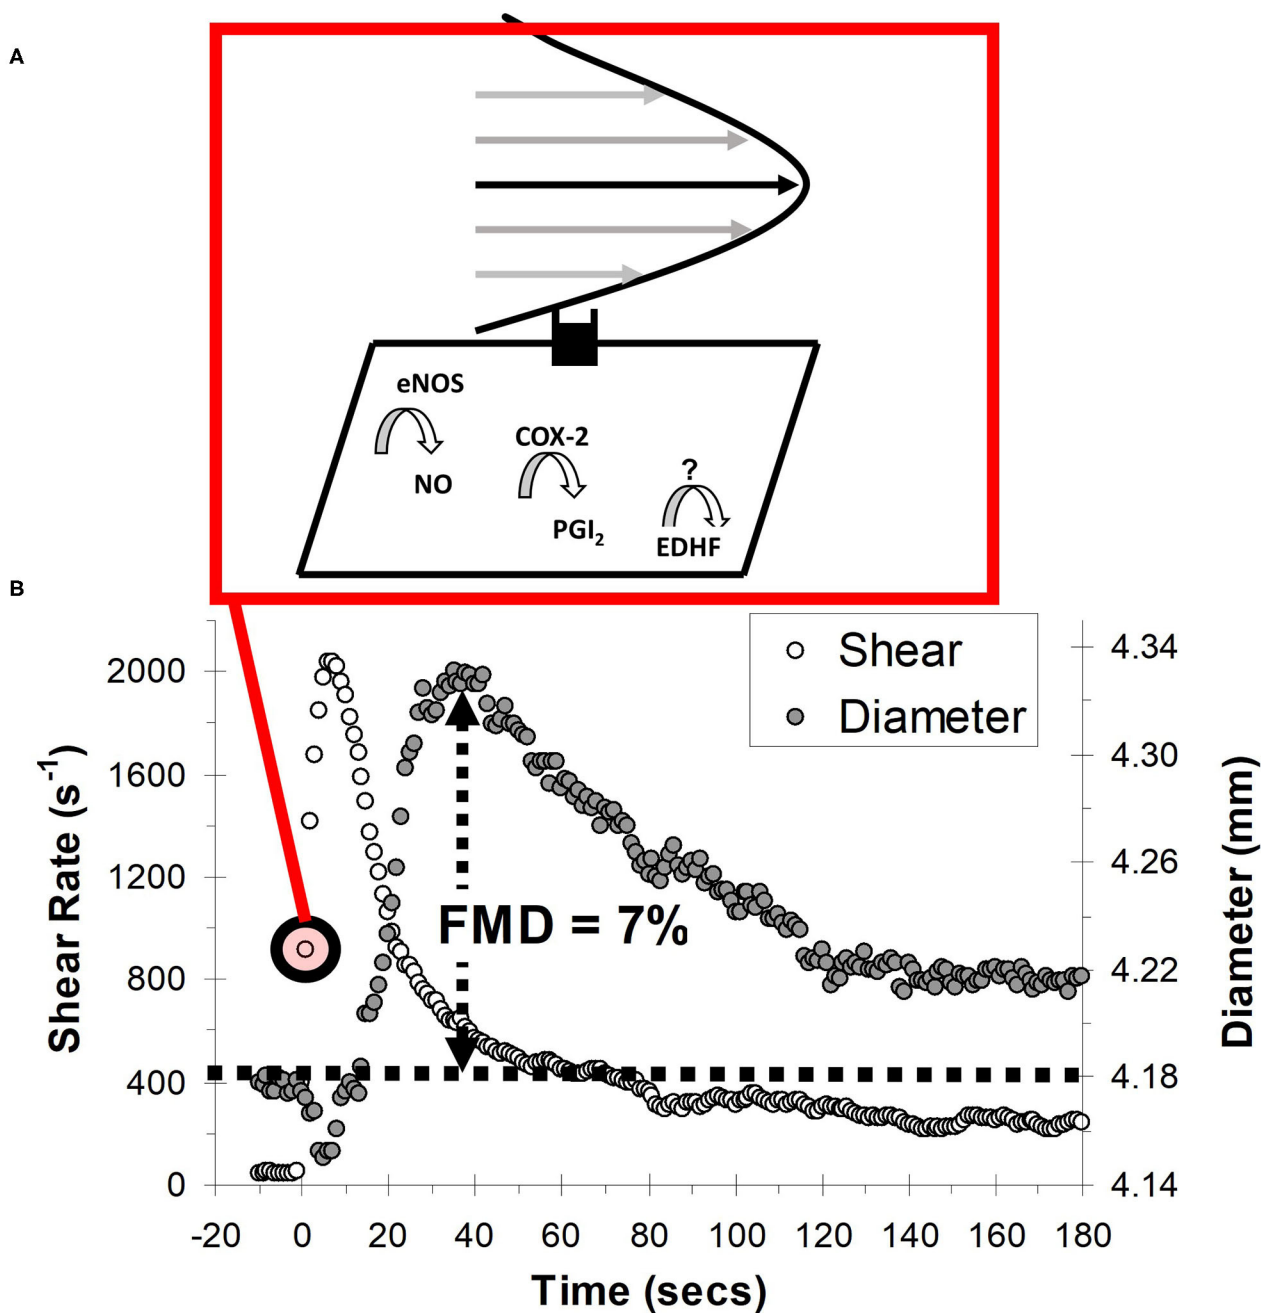 A
eNOS
NO
COX-2
PGI₂
?
EDHF
B
Shear
Diameter
2000
1600
1200
800
400
0
Shear Rate (s⁻¹)
4.34
4.30
4.26
4.22
4.18
4.14
Diameter (mm)
FMD = 7%
-20 0 20 40 60 80 100 120 140 160 180
Time (secs)